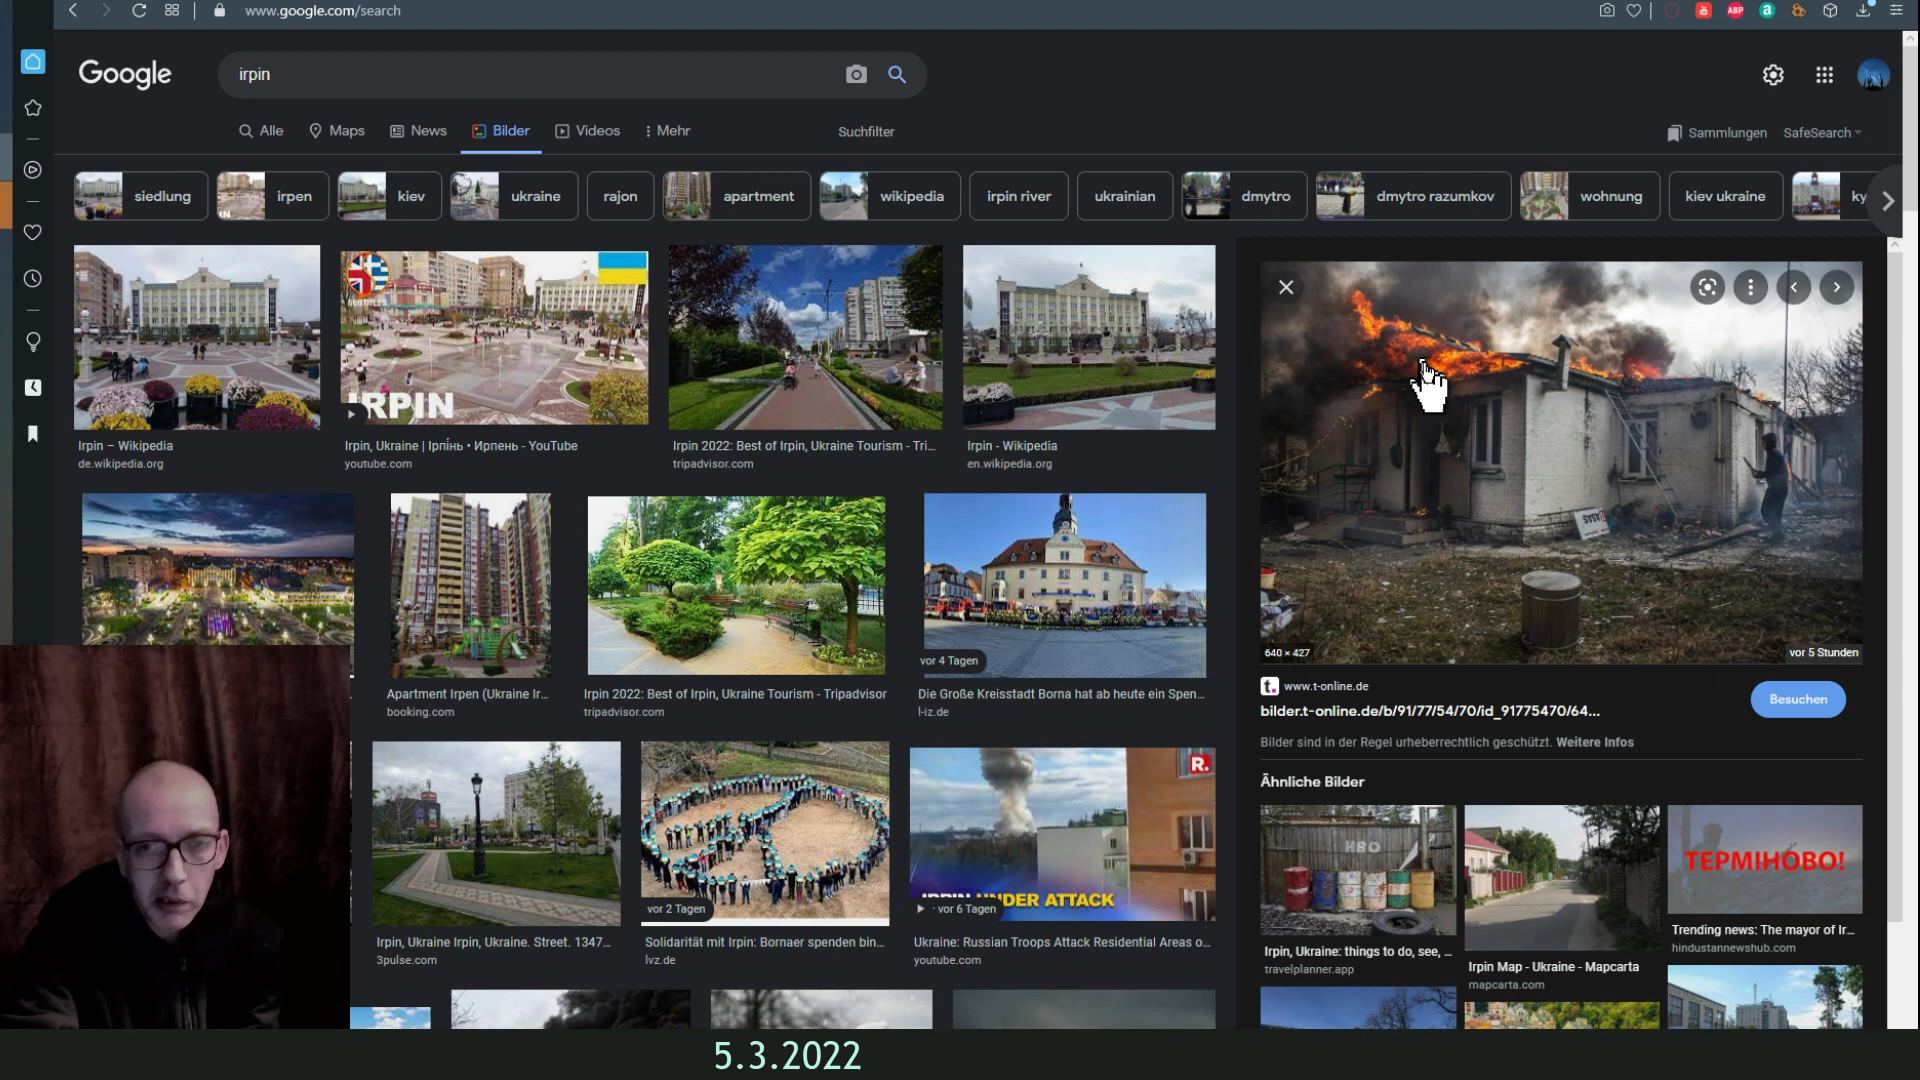 www.google.com/search
ABP
a
Google
irpin
Alle
Maps
News
Bilder
Videos
Mehr
Suchfilter
Sammlungen
SafeSearch
siedlung
irpen
kiev
ukraine
rajon
apartment
wikipedia
irpin river
ukrainian
dmytro
dmytro razumkov
wohnung
kiev ukraine
ky
SUBTITLES
IRPIN
Irpin – Wikipedia
de.wikipedia.org
Irpin, Ukraine | Ірпі́нь • Ирпень - YouTube
youtube.com
Irpin 2022: Best of Irpin, Ukraine Tourism - Tri...
tripadvisor.com
Irpin - Wikipedia
en.wikipedia.org
640 × 427
vor 5 Stunden
t.
www.t-online.de
bilder.t-online.de/b/91/77/54/70/id_91775470/64...
Besuchen
Bilder sind in der Regel urheberrechtlich geschützt. Weitere Infos
Ähnliche Bilder
vor 4 Tagen
Apartment Irpen (Ukraine Ir...
booking.com
Irpin 2022: Best of Irpin, Ukraine Tourism - Tripadvisor
tripadvisor.com
Die Große Kreisstadt Borna hat ab heute ein Spen...
l-iz.de
vor 2 Tagen
R.
IRPIN UNDER ATTACK
· vor 6 Tagen
Irpin, Ukraine Irpin, Ukraine. Street. 1347...
3pulse.com
Solidarität mit Irpin: Bornaer spenden bin...
lvz.de
Ukraine: Russian Troops Attack Residential Areas o...
youtube.com
ТЕРМІНОВО!
Irpin, Ukraine: things to do, see, ...
travelplanner.app
Irpin Map - Ukraine - Mapcarta
mapcarta.com
Trending news: The mayor of Ir...
hindustannewshub.com
5.3.2022